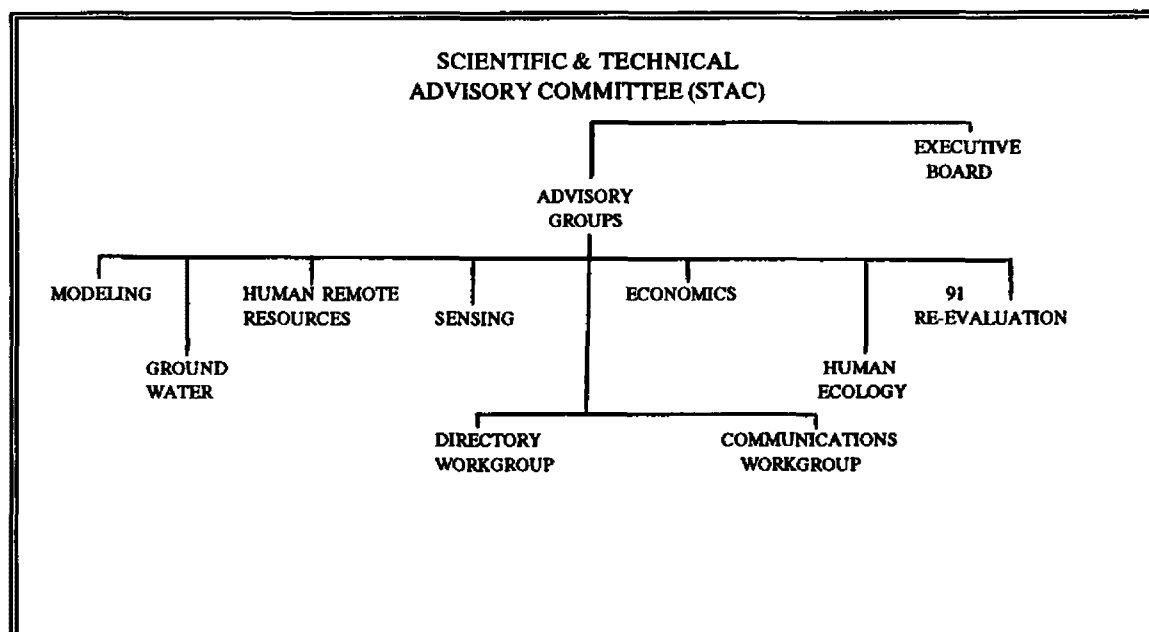 SCIENTIFIC & TECHNICAL
ADVISORY COMMITTEE (STAC)
EXECUTIVE
BOARD
ADVISORY
GROUPS
MODELING
HUMAN REMOTE
RESOURCES
SENSING
ECONOMICS
91
RE-EVALUATION
GROUND
WATER
HUMAN
ECOLOGY
DIRECTORY
WORKGROUP
COMMUNICATIONS
WORKGROUP